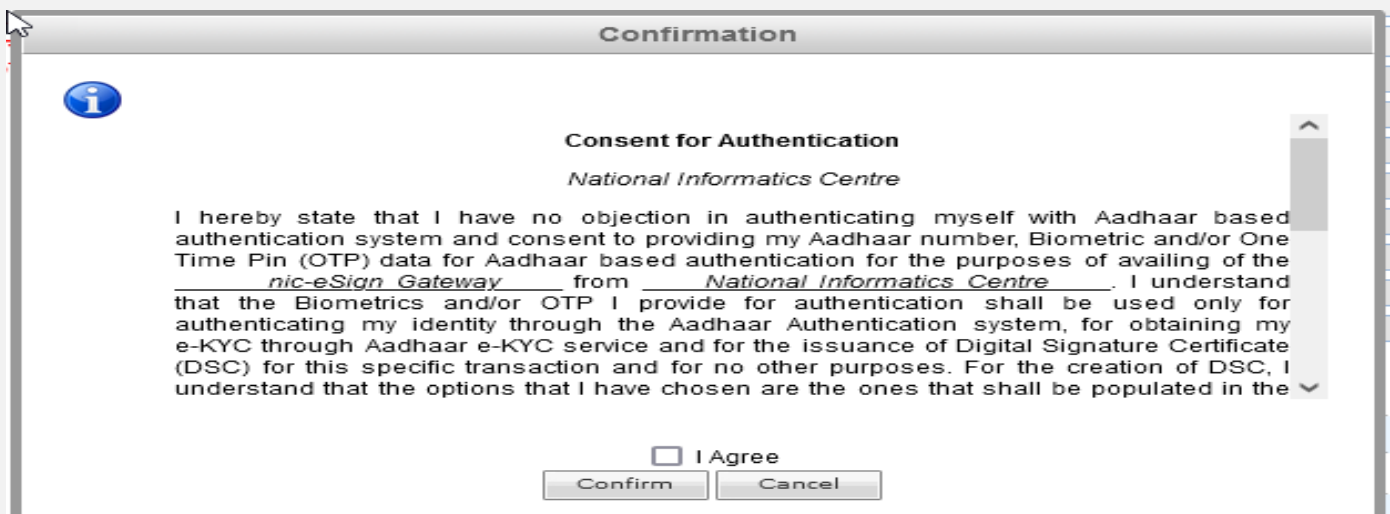 Confirmation
Consent for Authentication
National Informatics Centre
I hereby state that I have no objection in authenticating myself with Aadhaar based
authentication system and consent to providing my Aadhaar number, Biometric and/or One
Time Pin (OTP) data for Aadhaar based authentication for the purposes of availing of the
nic-eSign Gateway from National Informatics Centre. I understand
that the Biometrics and/or OTP I provide for authentication shall be used only for
authenticating my identity through the Aadhaar Authentication system, for obtaining my
e-KYC through Aadhaar e-KYC service and for the issuance of Digital Signature Certificate
(DSC) for this specific transaction and for no other purposes. For the creation of DSC, I
understand that the options that I have chosen are the ones that shall be populated in the
I Agree
Confirm Cancel